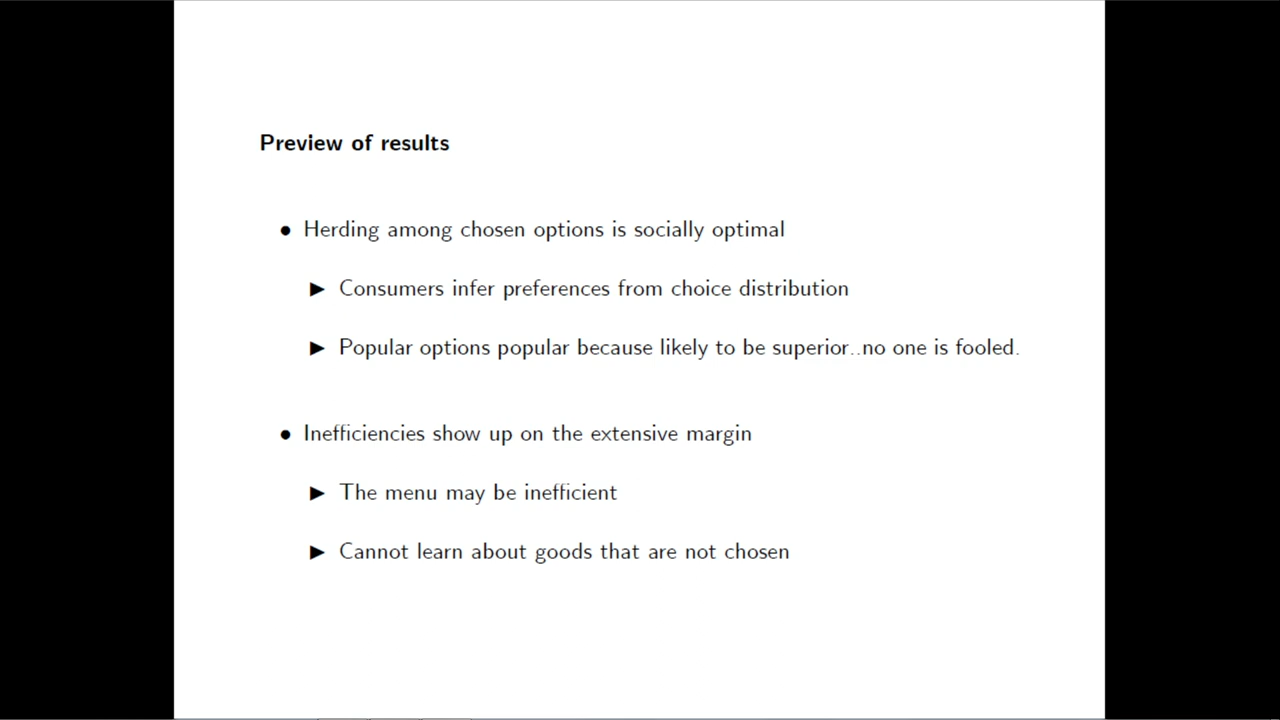 Preview of results
● Herding among chosen options is socially optimal
▶ Consumers infer preferences from choice distribution
▶ Popular options popular because likely to be superior..no one is fooled.
● Inefficiencies show up on the extensive margin
▶ The menu may be inefficient
▶ Cannot learn about goods that are not chosen